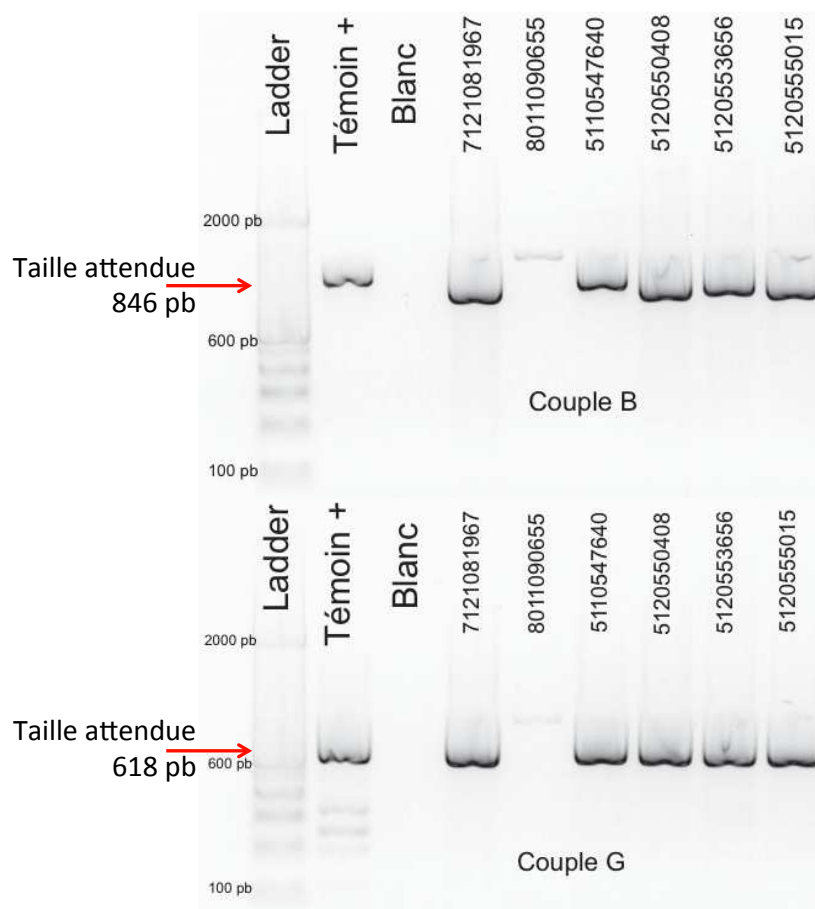 Ladder
Témoin +
Blanc
7121081967
8011090655
5110547640
5120550408
5120553656
5120555015
2000 pb
Taille attendue
846 pb
600 pb
Couple B
100 pb
Ladder
Témoin +
Blanc
7121081967
8011090655
5110547640
5120550408
5120553656
5120555015
2000 pb
Taille attendue
618 pb
600 pb
Couple G
100 pb